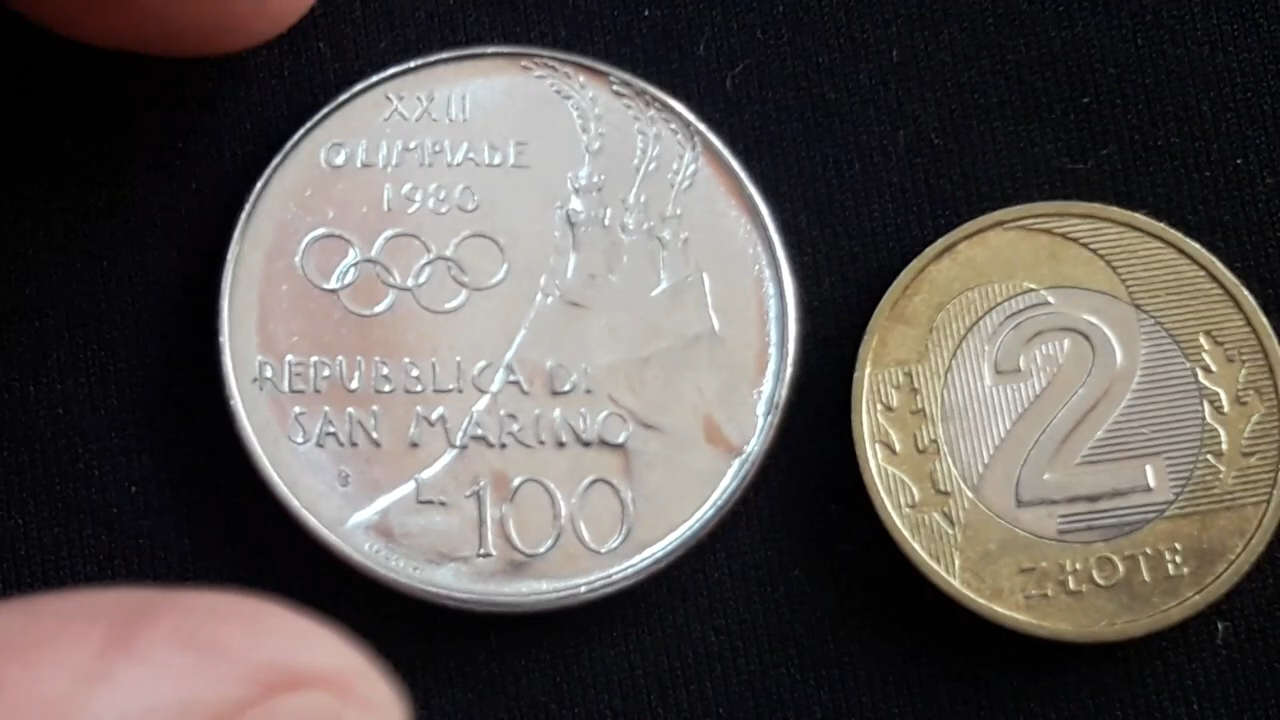 XXII
OLIMPIADE
1980
REPUBBLICA DI
SAN MARINO
L.100
2
ZŁOTE